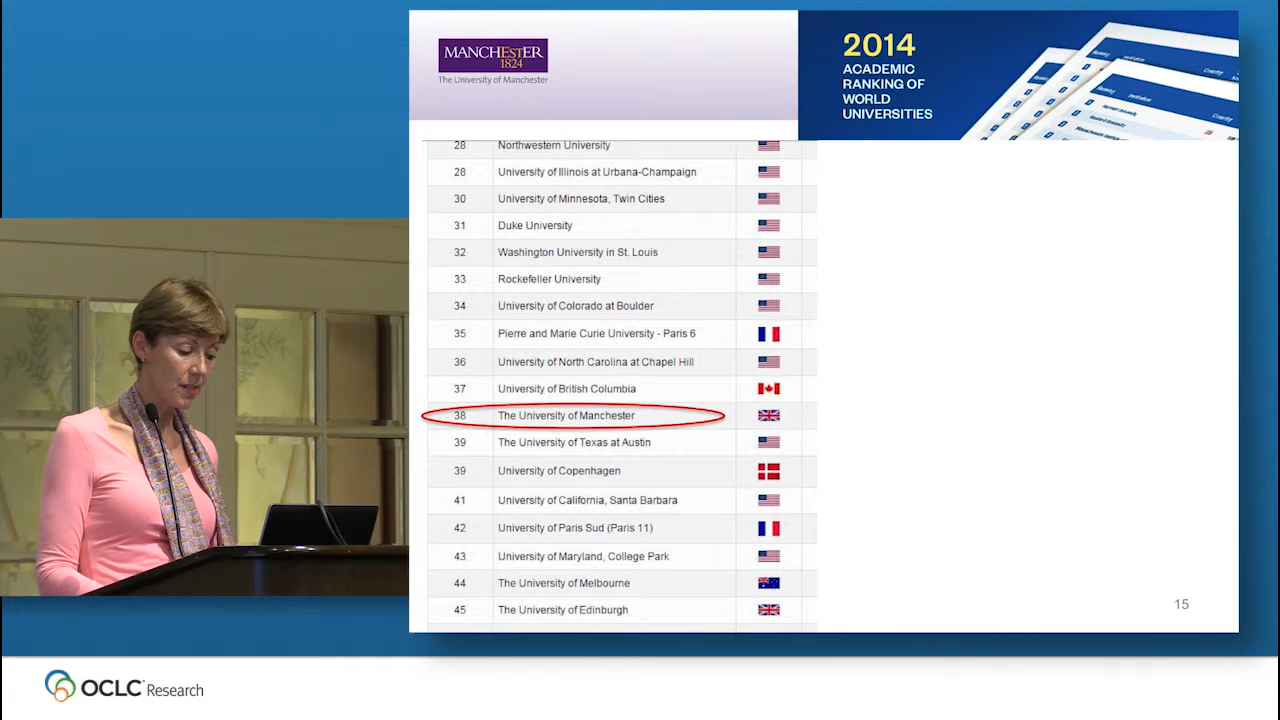 MANCHESTER
1824
The University of Manchester
2014
ACADEMIC
RANKING OF
WORLD
UNIVERSITIES
28 Northwestern University
28 University of Illinois at Urbana-Champaign
30 University of Minnesota, Twin Cities
31 Duke University
32 Washington University in St. Louis
33 Rockefeller University
34 University of Colorado at Boulder
35 Pierre and Marie Curie University - Paris 6
36 University of North Carolina at Chapel Hill
37 University of British Columbia
38 The University of Manchester
39 The University of Texas at Austin
39 University of Copenhagen
41 University of California, Santa Barbara
42 University of Paris Sud (Paris 11)
43 University of Maryland, College Park
44 The University of Melbourne
45 The University of Edinburgh
15
OCLC Research